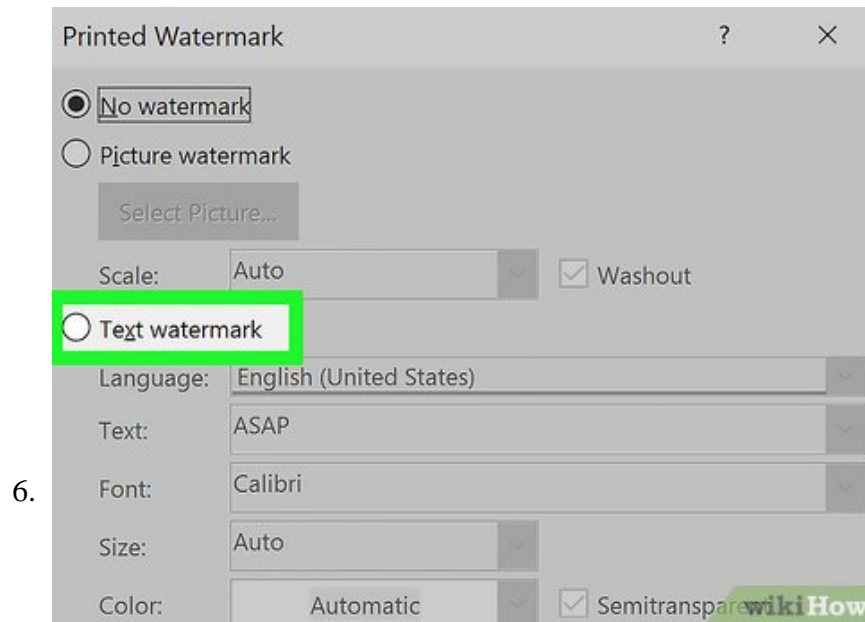 Printed Watermark ? ×
No watermark
Picture watermark
Select Picture...
Scale: Auto Washout
Text watermark
Language: English (United States)
Text: ASAP
6. Font: Calibri
Size: Auto
Color: Automatic Semitransparent
wikiHow